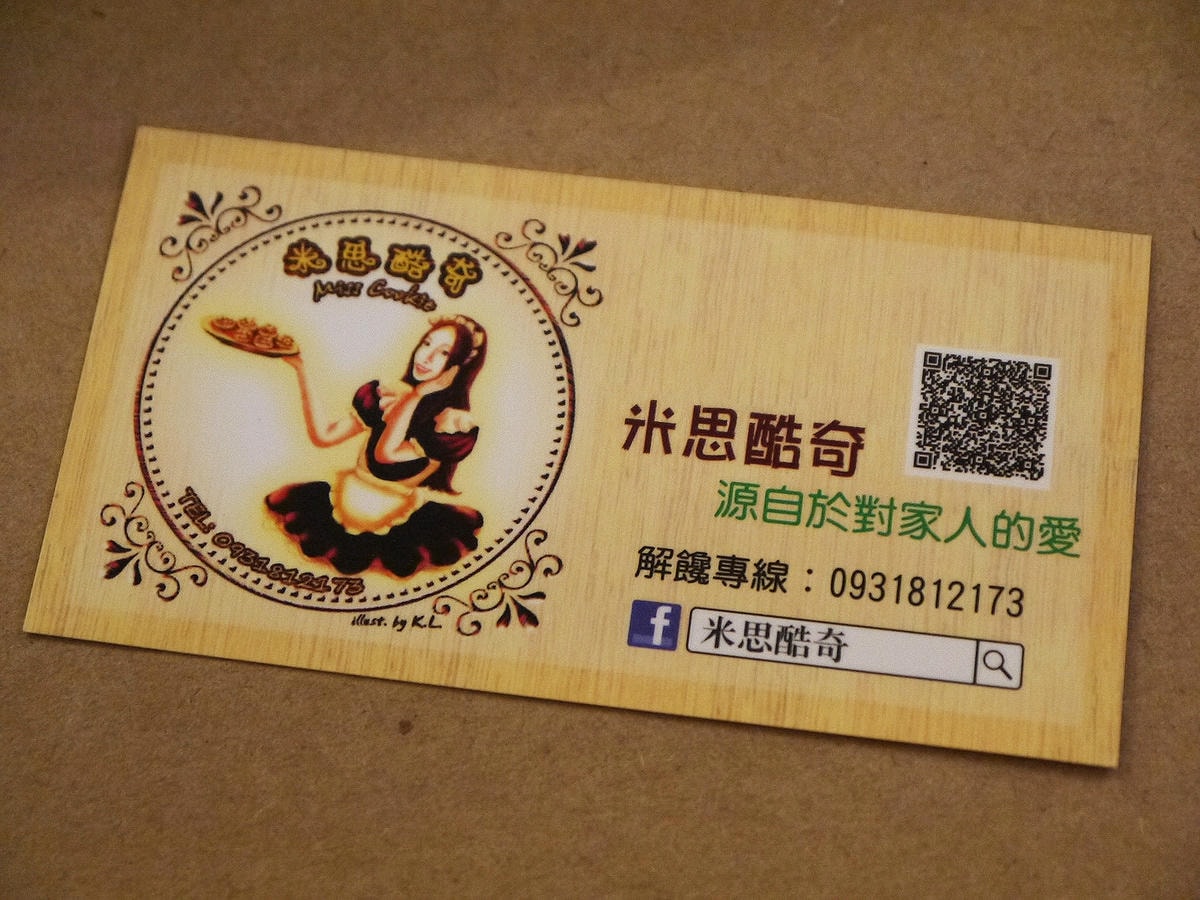 米思酷奇
Miss Cookie
TEL: 0931812173
illust. by K.L.
米思酷奇
源自於對家人的愛
解饞專線：0931812173
f
米思酷奇